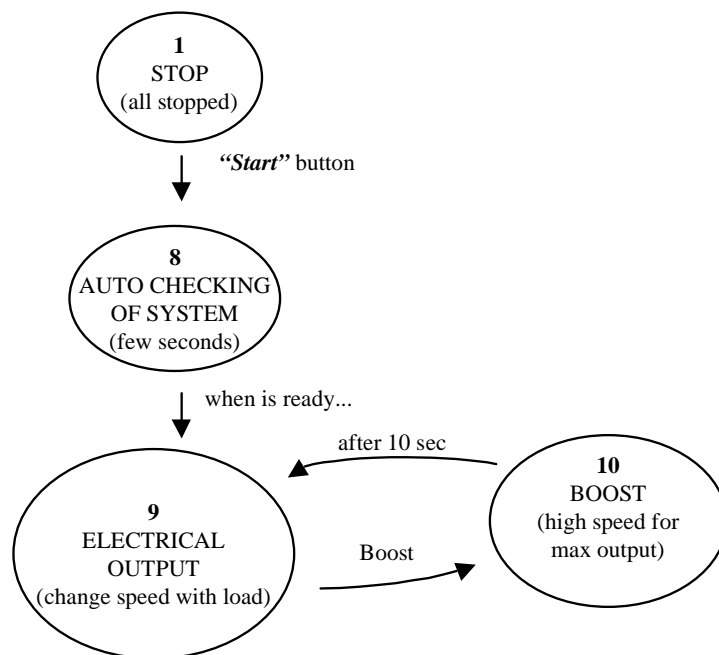 1
STOP
(all stopped)
“Start” button
8
AUTO CHECKING
OF SYSTEM
(few seconds)
when is ready...
after 10 sec
10
BOOST
(high speed for
max output)
9
ELECTRICAL
OUTPUT
(change speed with load)
Boost